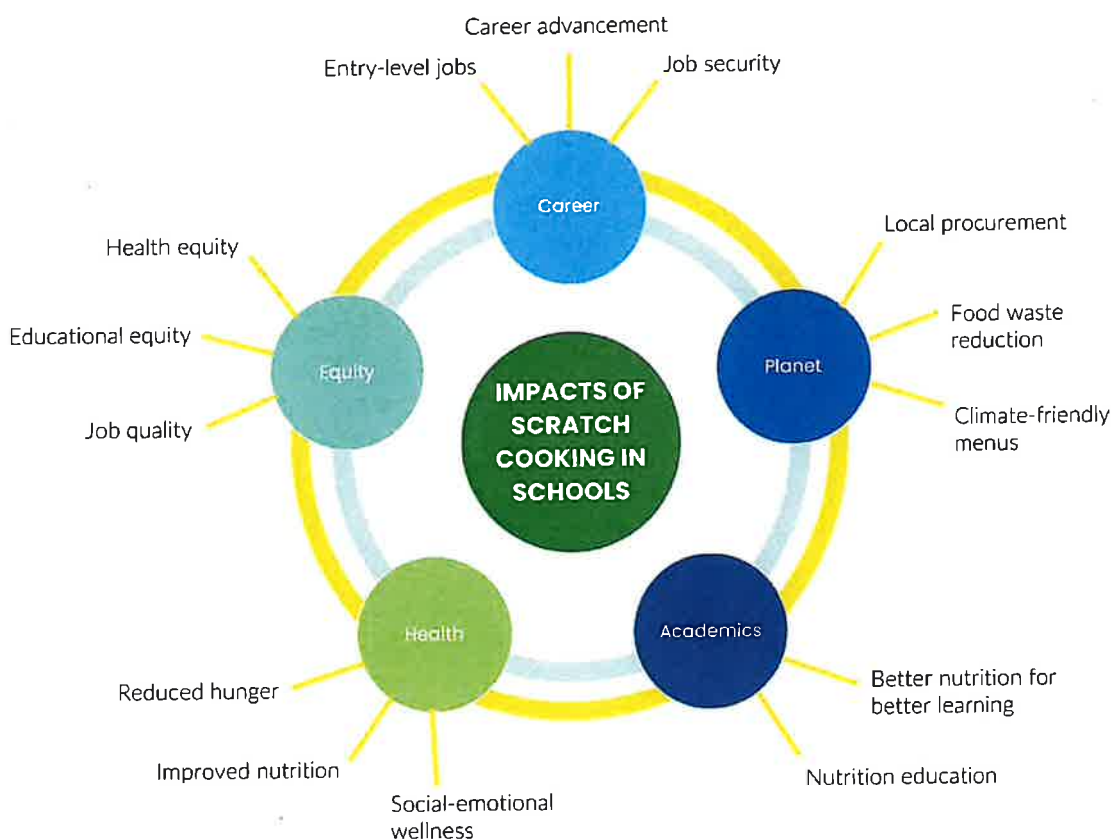 Career advancement
Entry-level jobs
Job security
Career
Local procurement
Health equity
Food waste
reduction
Educational equity
Equity
Planet
IMPACTS OF
SCRATCH
COOKING IN
SCHOOLS
Climate-friendly
menus
Job quality
Health
Academics
Reduced hunger
Better nutrition for
better learning
Improved nutrition
Nutrition education
Social-emotional
wellness